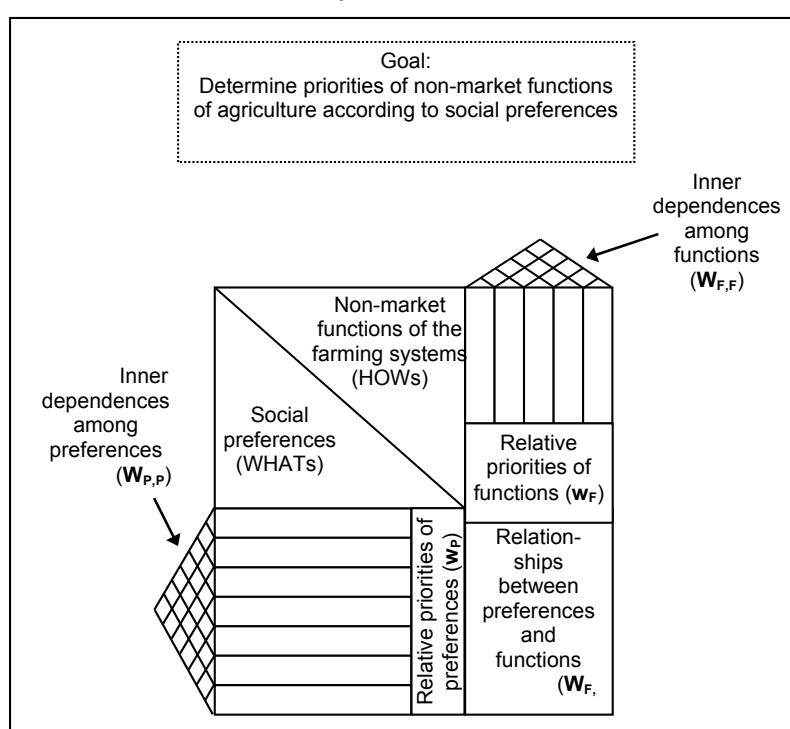 Goal:
Determine priorities of non-market functions
of agriculture according to social preferences
Inner
dependences
among
functions
(W_F,F)
Non-market
functions of the
farming systems
(HOWs)
Inner
dependences
among
preferences
(W_P,P)
Social
preferences
(WHATs)
Relative
priorities of
functions (w_F)
Relative priorities of
preferences (w_P)
Relation-
ships
between
preferences
and
functions
(W_F,